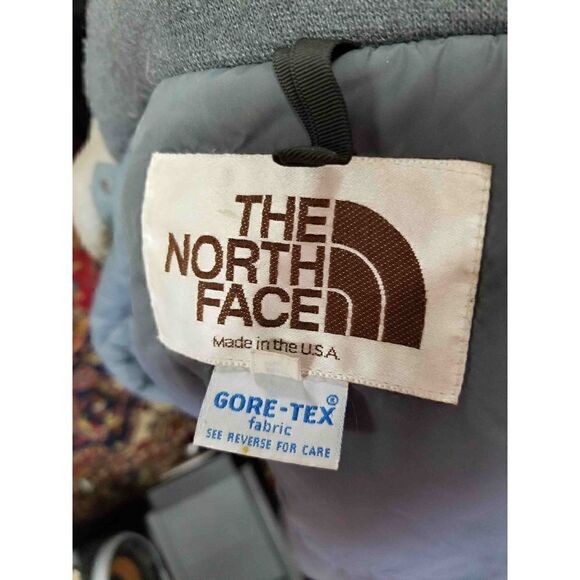 THE
NORTH
FACE
Made in the U.S.A.
GORE-TEX®
fabric
SEE REVERSE FOR CARE